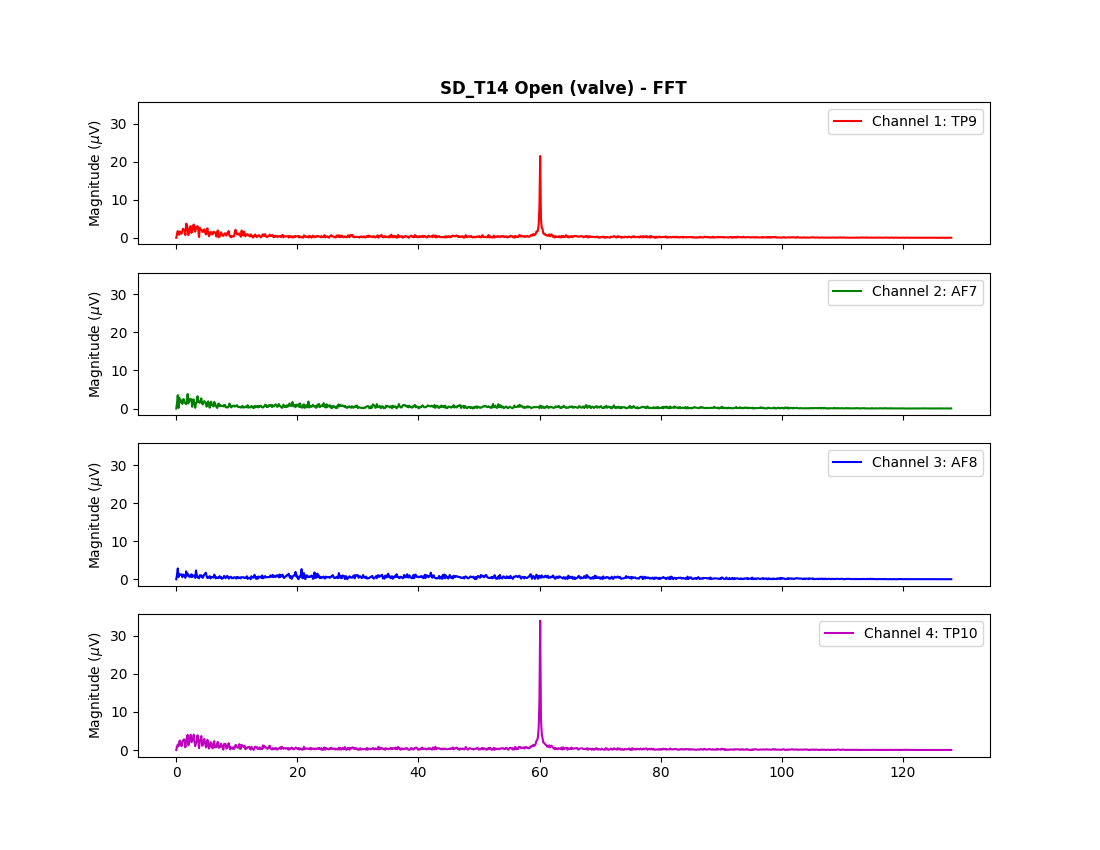 SD_T14 Open (valve) - FFT
Magnitude (μV)
30
20
10
0
Channel 1: TP9
Magnitude (μV)
30
20
10
0
Channel 2: AF7
Magnitude (μV)
30
20
10
0
Channel 3: AF8
Magnitude (μV)
30
20
10
0
Channel 4: TP10
0 20 40 60 80 100 120